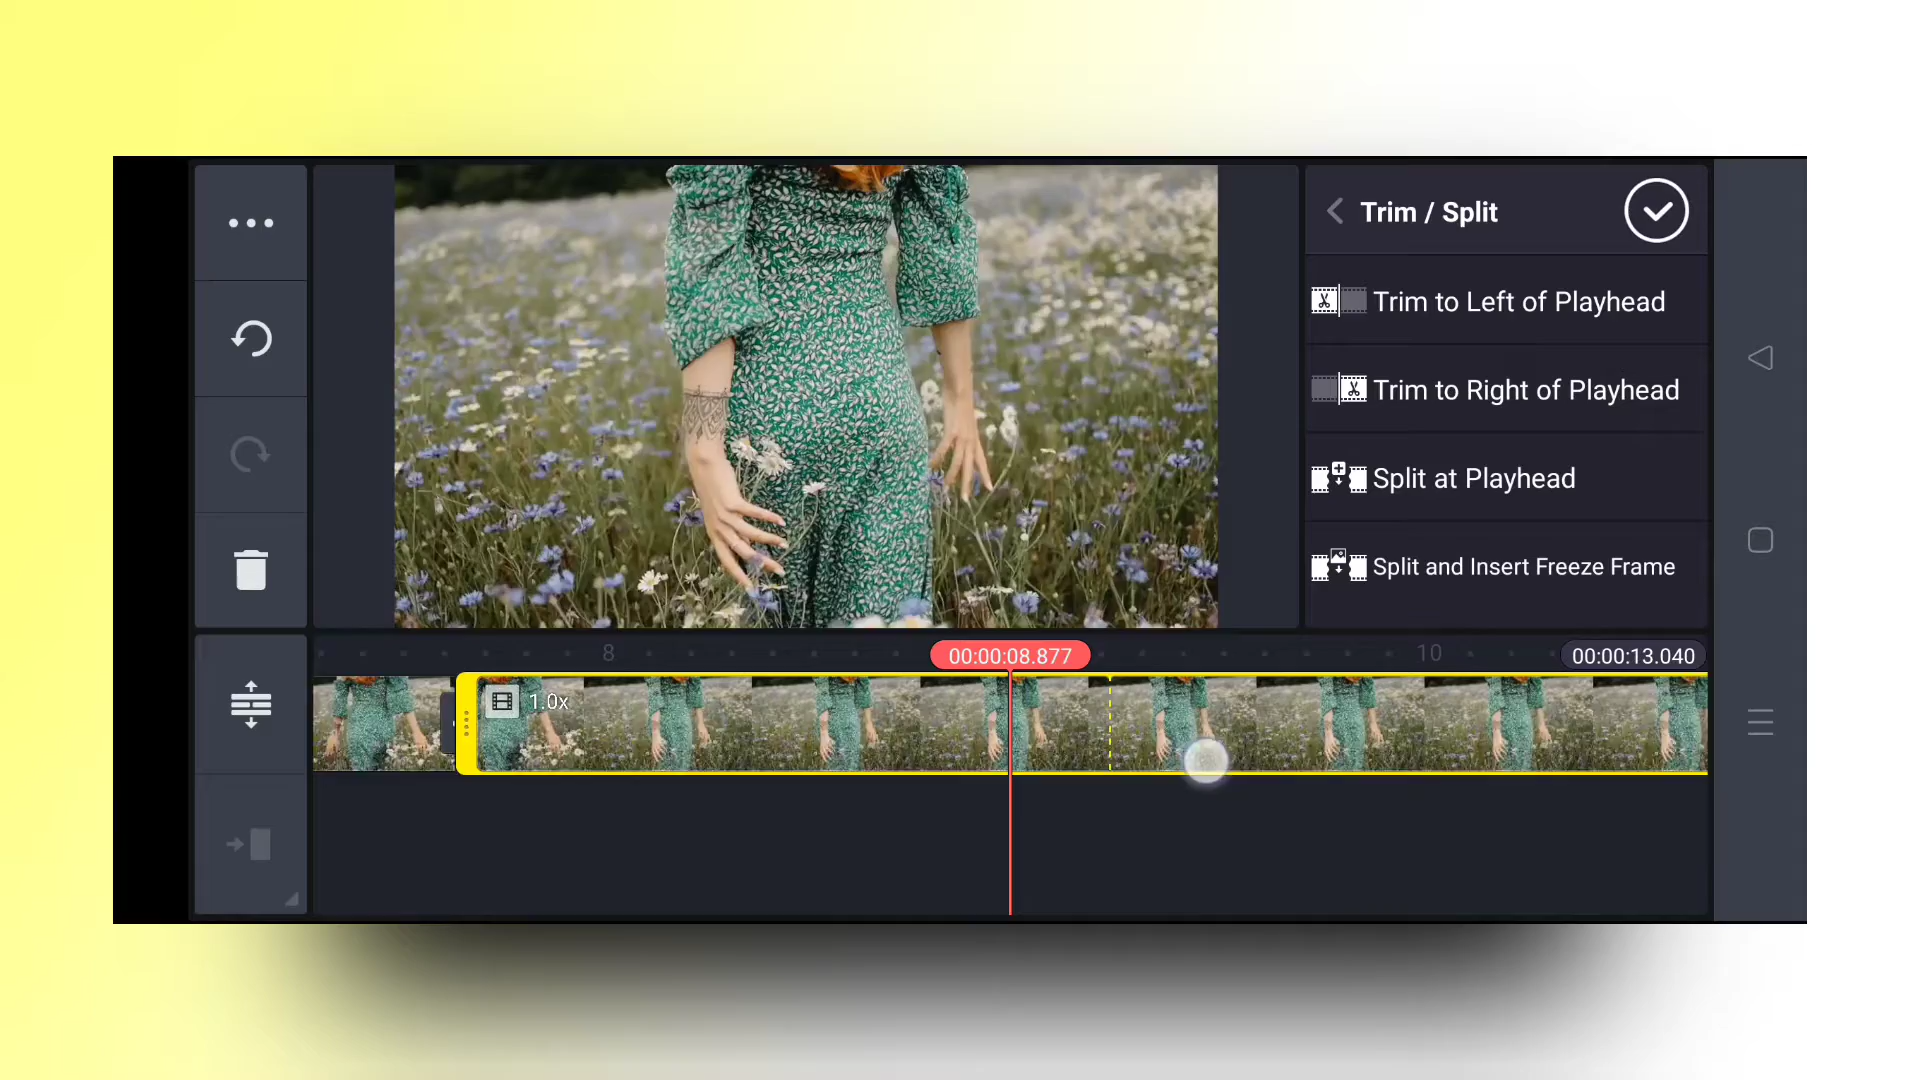 Trim / Split
Trim to Left of Playhead
Trim to Right of Playhead
Split at Playhead
Split and Insert Freeze Frame
8
00:00:08.877
10
00:00:13.040
1.0x